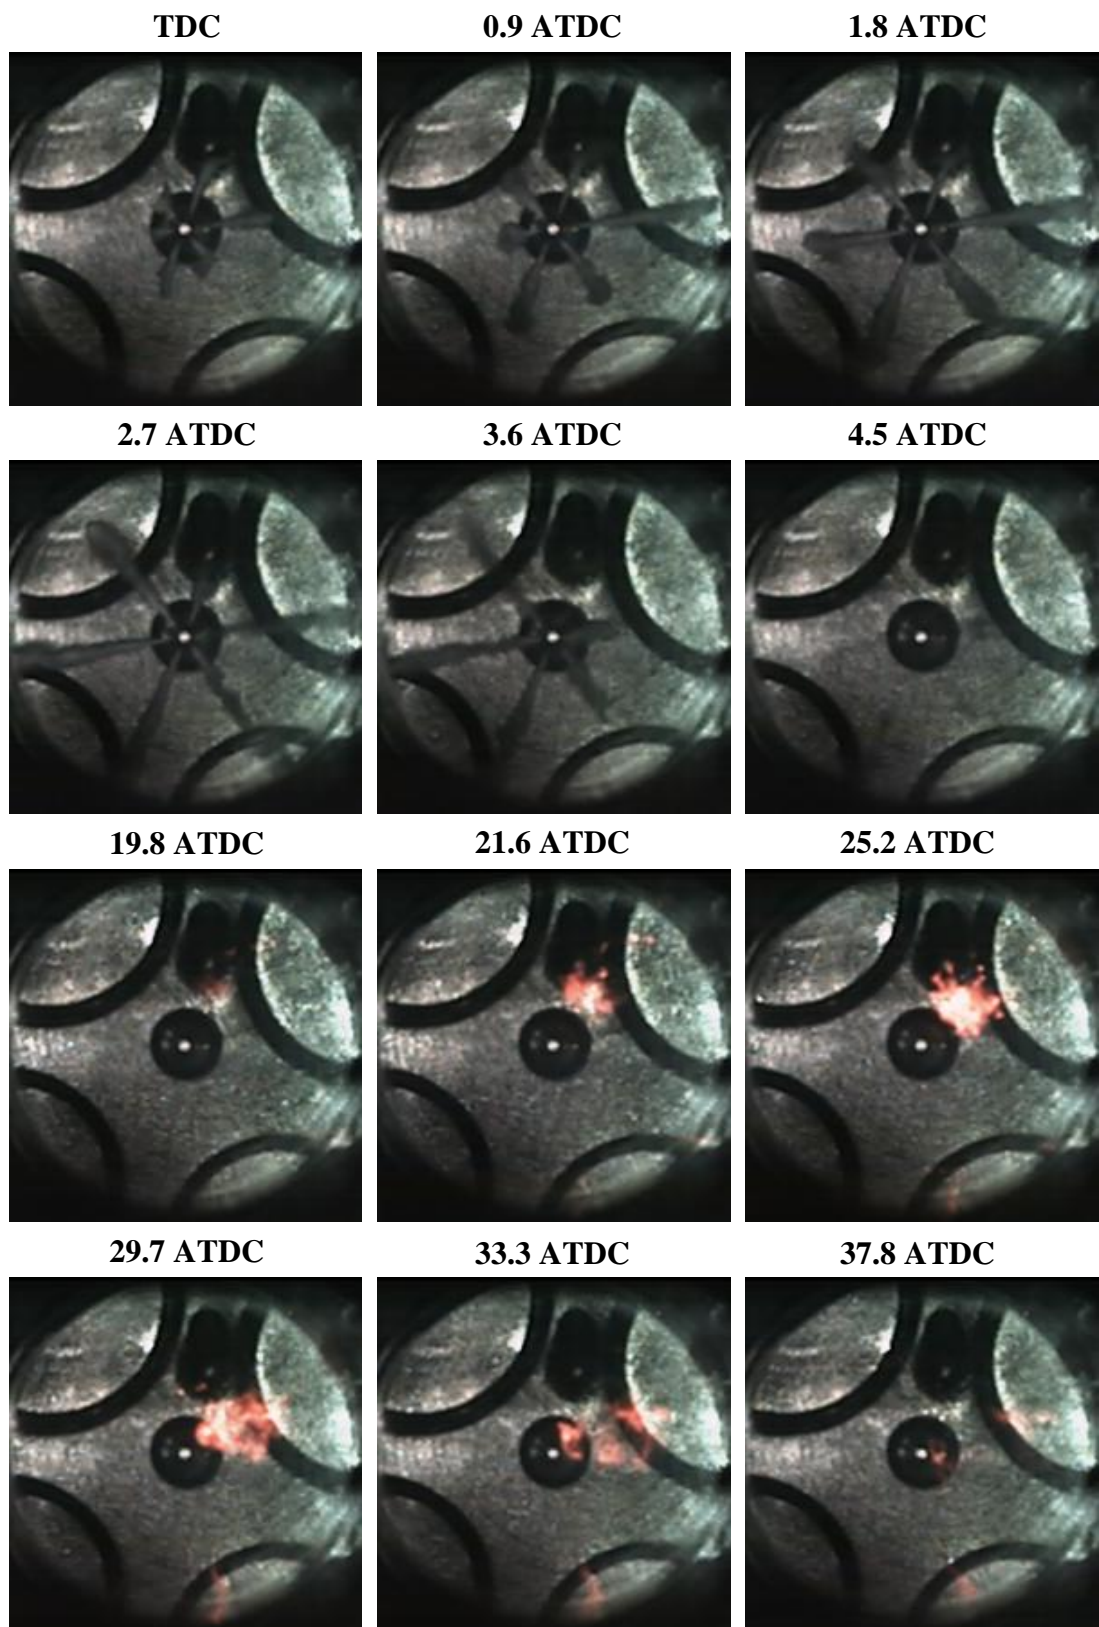 TDC 0.9 ATDC 1.8 ATDC
2.7 ATDC 3.6 ATDC 4.5 ATDC
19.8 ATDC 21.6 ATDC 25.2 ATDC
29.7 ATDC 33.3 ATDC 37.8 ATDC